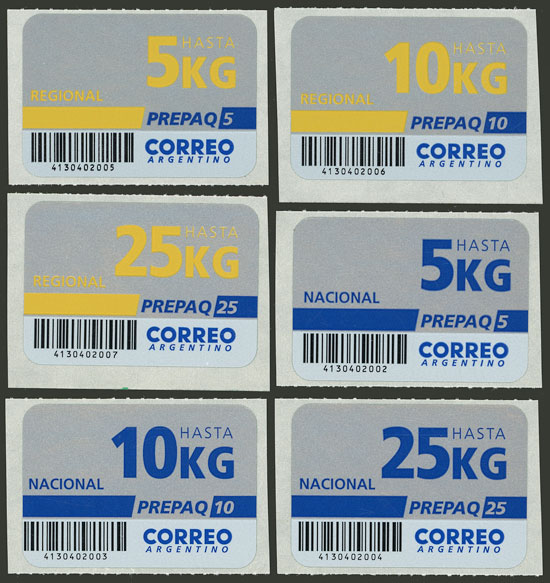 HASTA
5KG
REGIONAL
PREPAQ 5
4130402005
CORREO
ARGENTINO
HASTA
10KG
REGIONAL
PREPAQ 10
4130402006
CORREO
ARGENTINO
HASTA
25KG
REGIONAL
PREPAQ 25
4130402007
CORREO
ARGENTINO
HASTA
5KG
NACIONAL
PREPAQ 5
4130402002
CORREO
ARGENTINO
HASTA
10KG
NACIONAL
PREPAQ 10
4130402003
CORREO
ARGENTINO
HASTA
25KG
NACIONAL
PREPAQ 25
4130402004
CORREO
ARGENTINO